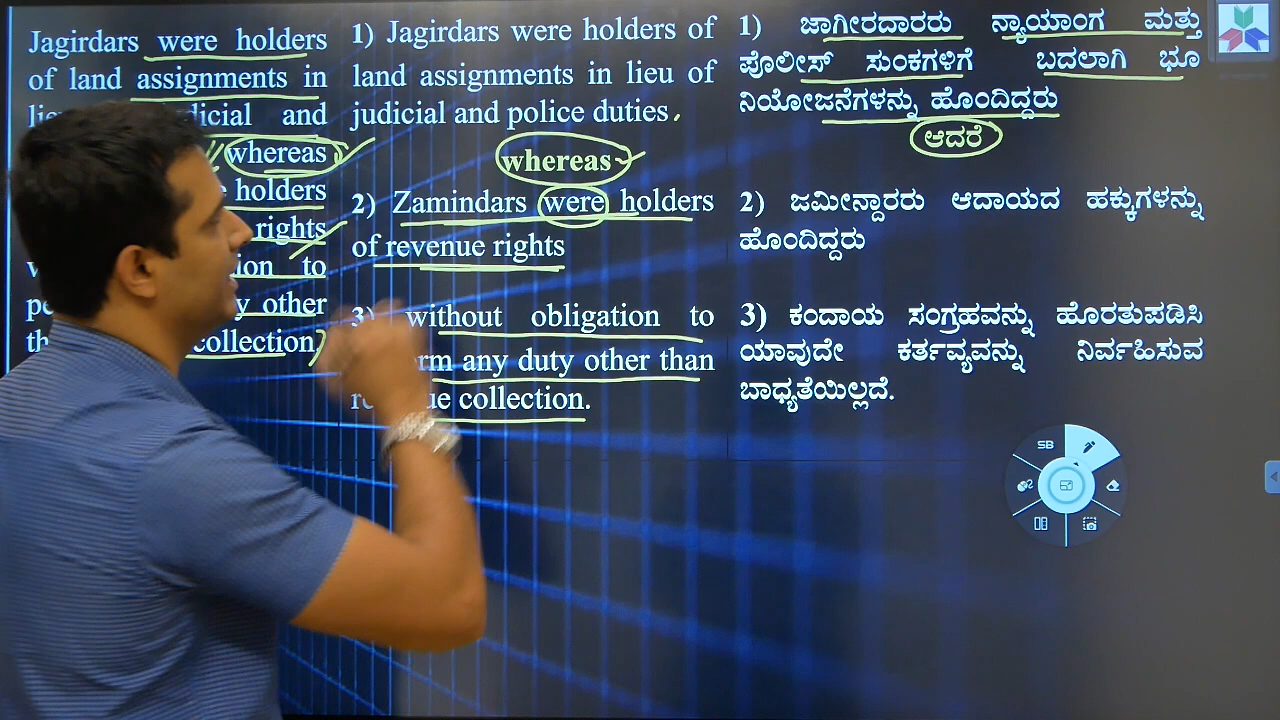 Jagirdars were holders
of land assignments in
and
whereas
holders
rights
to
other
collection
1) Jagirdars were holders of
land assignments in lieu of
judicial and police duties.
whereas
2) Zamindars were holders
of revenue rights
3) without obligation to
any duty other than
collection.
1) ಜಾಗೀರದಾರರು ನ್ಯಾಯಾಂಗ ಮತ್ತು
ಪೊಲೀಸ್ ಸುಂಕಗಳಿಗೆ ಬದಲಾಗಿ ಭೂ
ನಿಯೋಜನೆಗಳನ್ನು ಹೊಂದಿದ್ದರು
ಆದರೆ
2) ಜಮೀನ್ದಾರರು ಆದಾಯದ ಹಕ್ಕುಗಳನ್ನು
ಹೊಂದಿದ್ದರು
3) ಕಂದಾಯ ಸಂಗ್ರಹವನ್ನು ಹೊರತುಪಡಿಸಿ
ಯಾವುದೇ ಕರ್ತವ್ಯವನ್ನು ನಿರ್ವಹಿಸುವ
ಬಾಧ್ಯತೆಯಿಲ್ಲದೆ.
SB